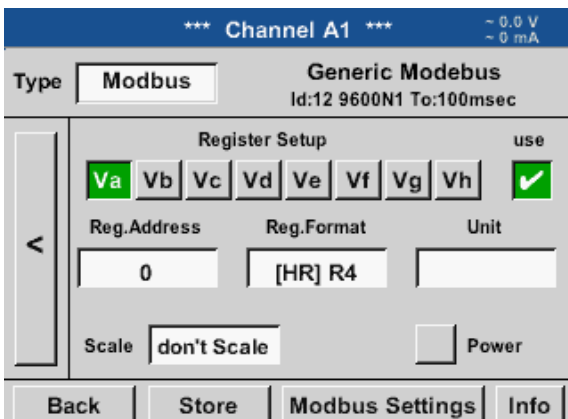 *** Channel A1 ***
~ 0.0 V
~ 0 mA
Type Modbus
Generic Modebus
Id:12 9600N1 To:100msec
Register Setup use
Va Vb Vc Vd Ve Vf Vg Vh
<
Reg.Address Reg.Format Unit
0 [HR] R4
Scale don't Scale Power
Back Store Modbus Settings Info